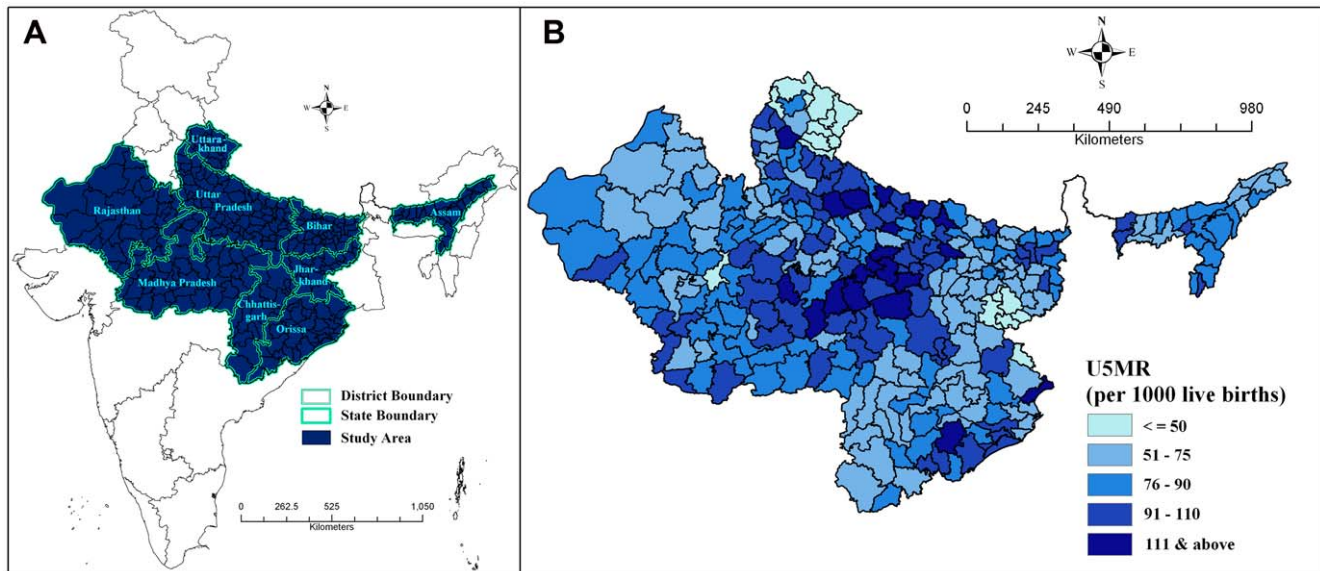 A
N
W E
S
Uttara-
khand
Uttar
Pradesh
Rajasthan
Bihar
Assam
Jhar-
khand
Madhya Pradesh
Chhattis-
garh
Orissa
District Boundary
State Boundary
Study Area
0 262.5 525 1,050
Kilometers
B
N
W E
S
0 245 490 980
Kilometers
U5MR
(per 1000 live births)
< = 50
51 - 75
76 - 90
91 - 110
111 & above